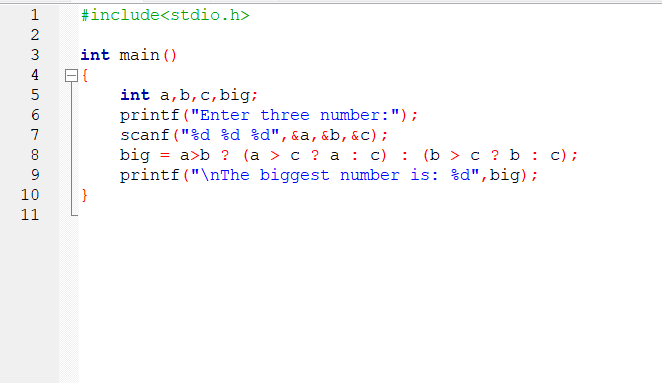 1 #include<stdio.h>
2
3 int main()
4 {
5 int a,b,c,big;
6 printf("Enter three number:");
7 scanf("%d %d %d",&a,&b,&c);
8 big = a>b ? (a > c ? a : c) : (b > c ? b : c);
9 printf("\nThe biggest number is: %d",big);
10 }
11